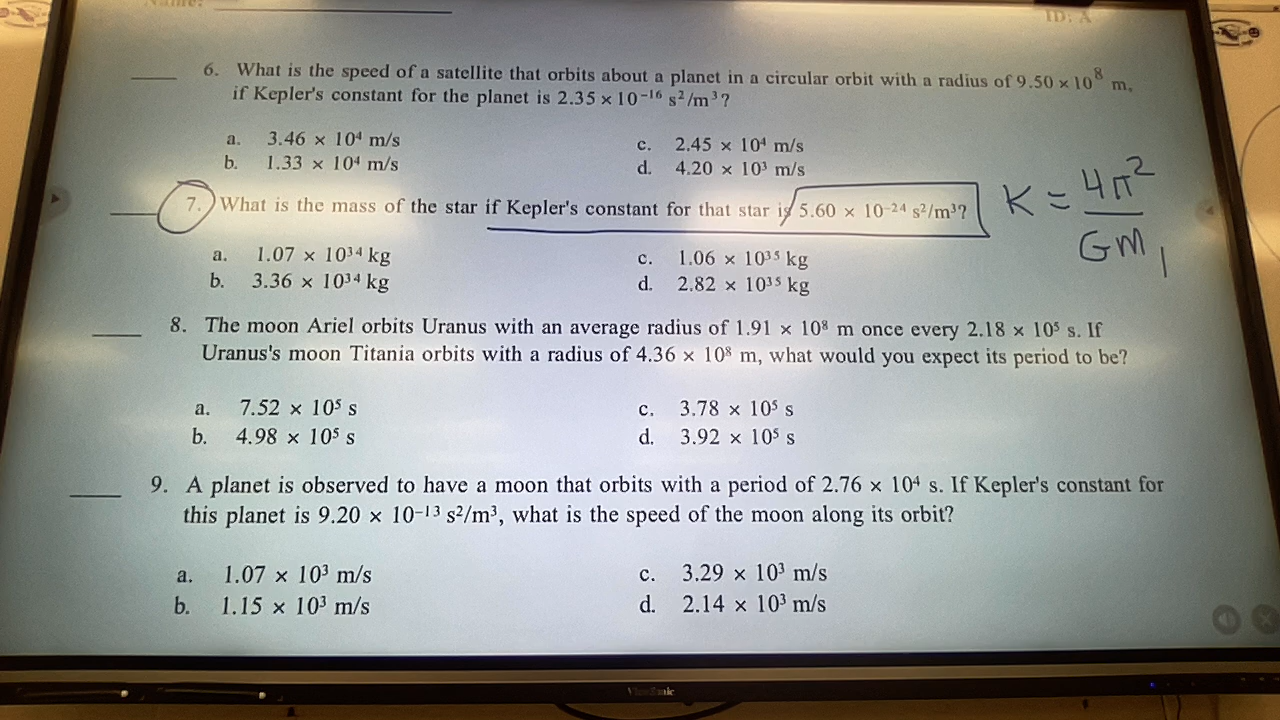 Name:
ID: A
6. What is the speed of a satellite that orbits about a planet in a circular orbit with a radius of 9.50 × 10⁸ m,
if Kepler's constant for the planet is 2.35 × 10⁻¹⁶ s²/m³?
a. 3.46 × 10⁴ m/s
c. 2.45 × 10⁴ m/s
b. 1.33 × 10⁴ m/s
d. 4.20 × 10³ m/s
7. What is the mass of the star if Kepler's constant for that star is 5.60 × 10⁻²⁴ s²/m³?
K = 4π²
GM₁
a. 1.07 × 10³⁴ kg
c. 1.06 × 10³⁵ kg
b. 3.36 × 10³⁴ kg
d. 2.82 × 10³⁵ kg
8. The moon Ariel orbits Uranus with an average radius of 1.91 × 10⁸ m once every 2.18 × 10⁵ s. If
Uranus's moon Titania orbits with a radius of 4.36 × 10⁸ m, what would you expect its period to be?
a. 7.52 × 10⁵ s
c. 3.78 × 10⁵ s
b. 4.98 × 10⁵ s
d. 3.92 × 10⁵ s
9. A planet is observed to have a moon that orbits with a period of 2.76 × 10⁴ s. If Kepler's constant for
this planet is 9.20 × 10⁻¹³ s²/m³, what is the speed of the moon along its orbit?
a. 1.07 × 10³ m/s
c. 3.29 × 10³ m/s
b. 1.15 × 10³ m/s
d. 2.14 × 10³ m/s
ViewSonic